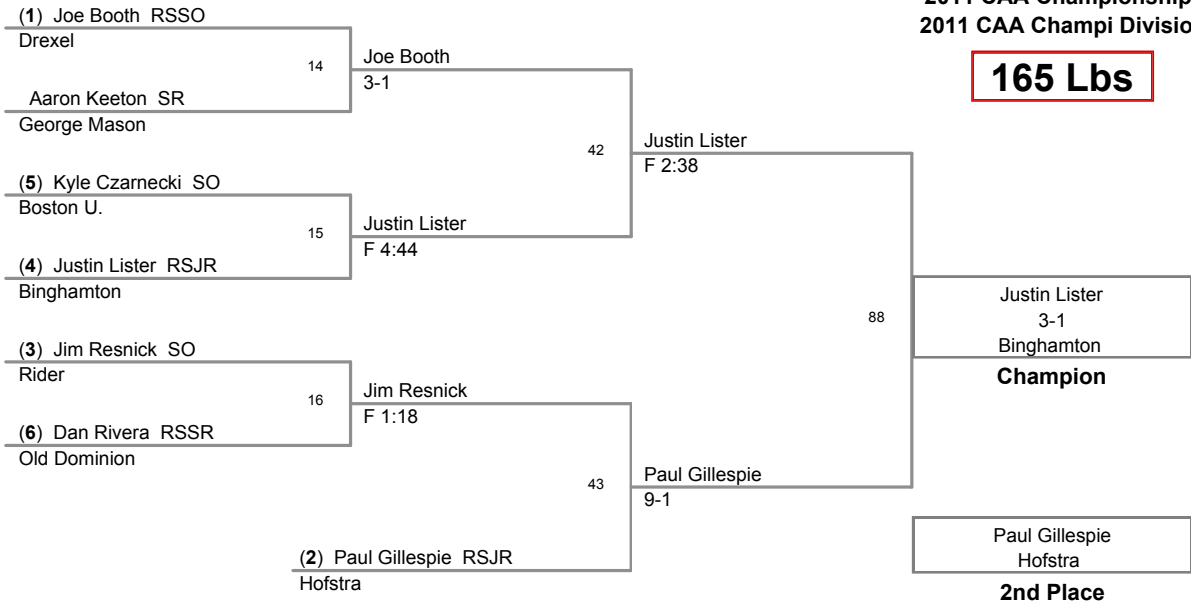 2011 CAA Championship
2011 CAA Champi Divisio
165 Lbs
(1) Joe Booth RSSO
Drexel
14
Aaron Keeton SR
George Mason
Joe Booth
3-1
(5) Kyle Czarnecki SO
Boston U.
15
(4) Justin Lister RSJR
Binghamton
Justin Lister
F 4:44
42
Justin Lister
F 2:38
(3) Jim Resnick SO
Rider
16
(6) Dan Rivera RSSR
Old Dominion
Jim Resnick
F 1:18
43
(2) Paul Gillespie RSJR
Hofstra
Paul Gillespie
9-1
88
Justin Lister
3-1
Binghamton
Champion
Paul Gillespie
Hofstra
2nd Place